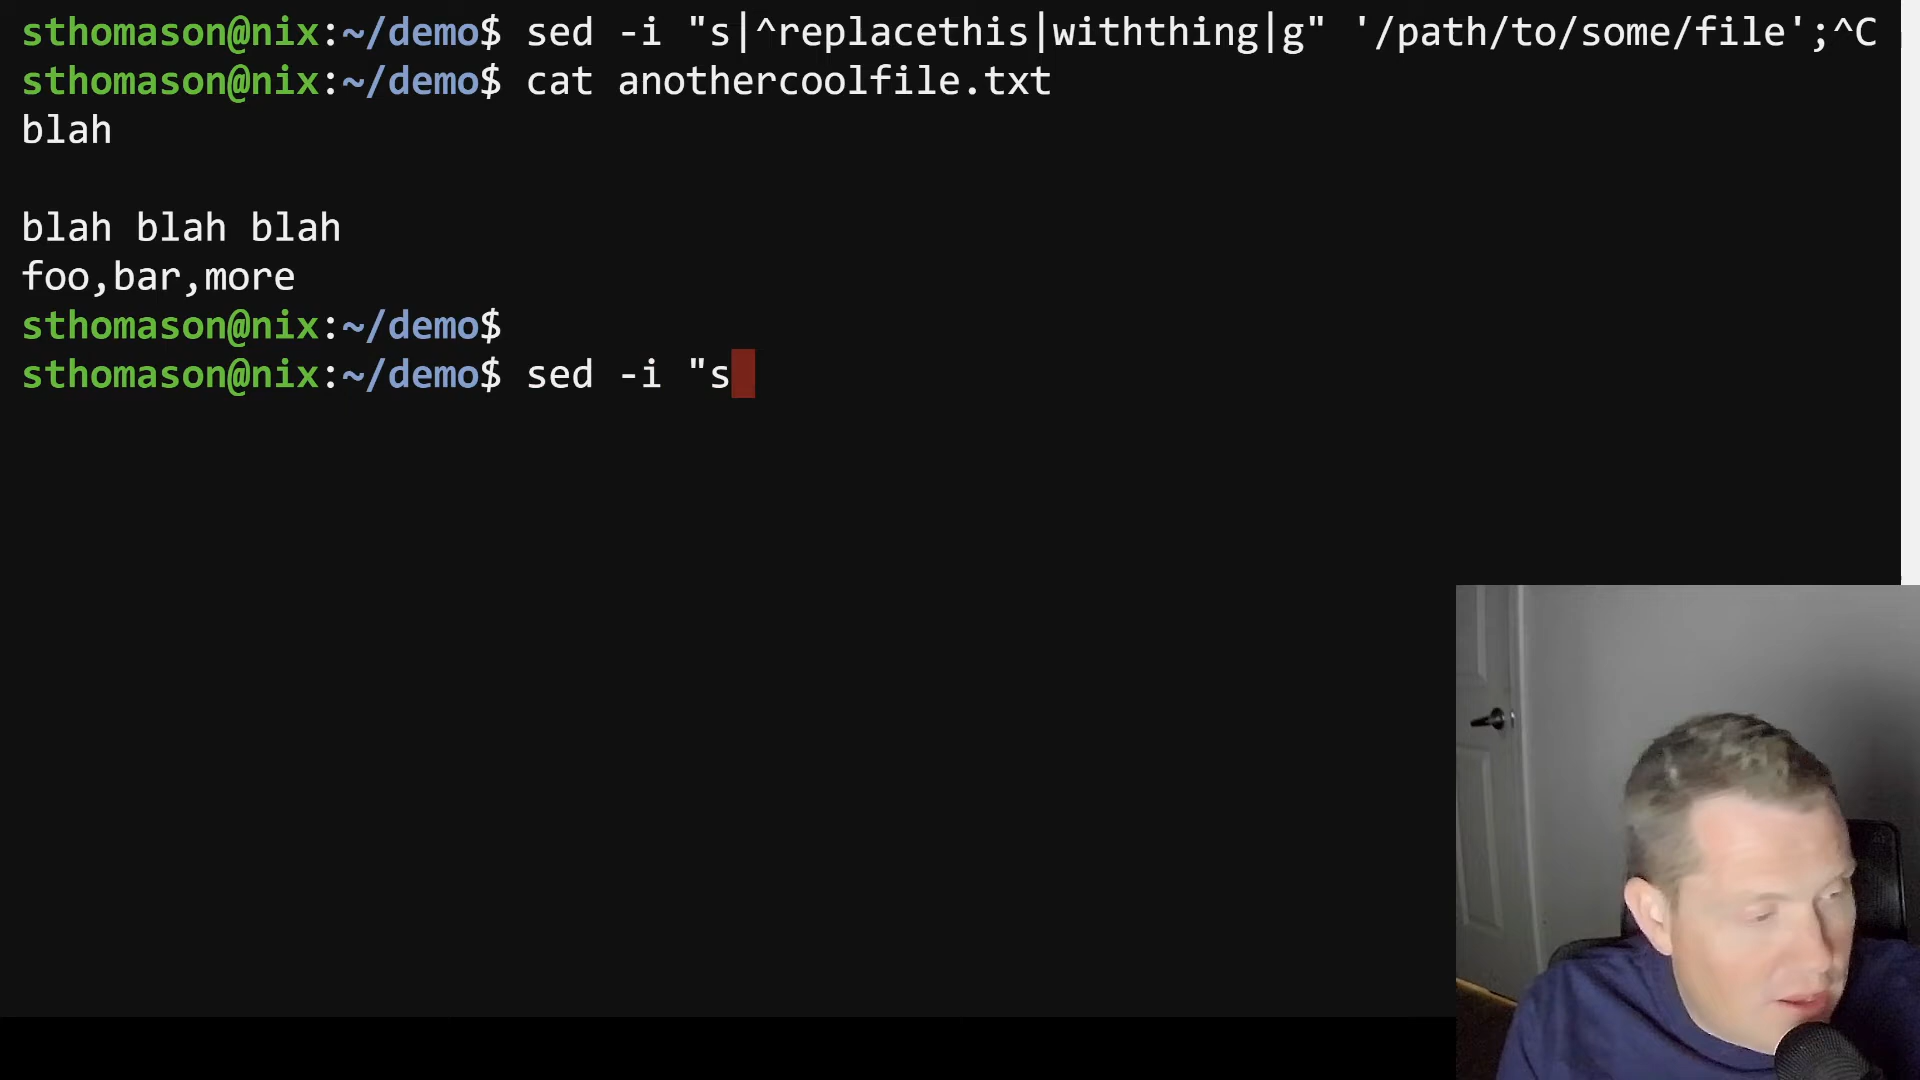 sthomason@nix:~/demo$ sed -i "s|^replacethis|withthing|g" '/path/to/some/file';^C
sthomason@nix:~/demo$ cat anothercoolfile.txt
blah
blah blah blah
foo,bar,more
sthomason@nix:~/demo$
sthomason@nix:~/demo$ sed -i "s